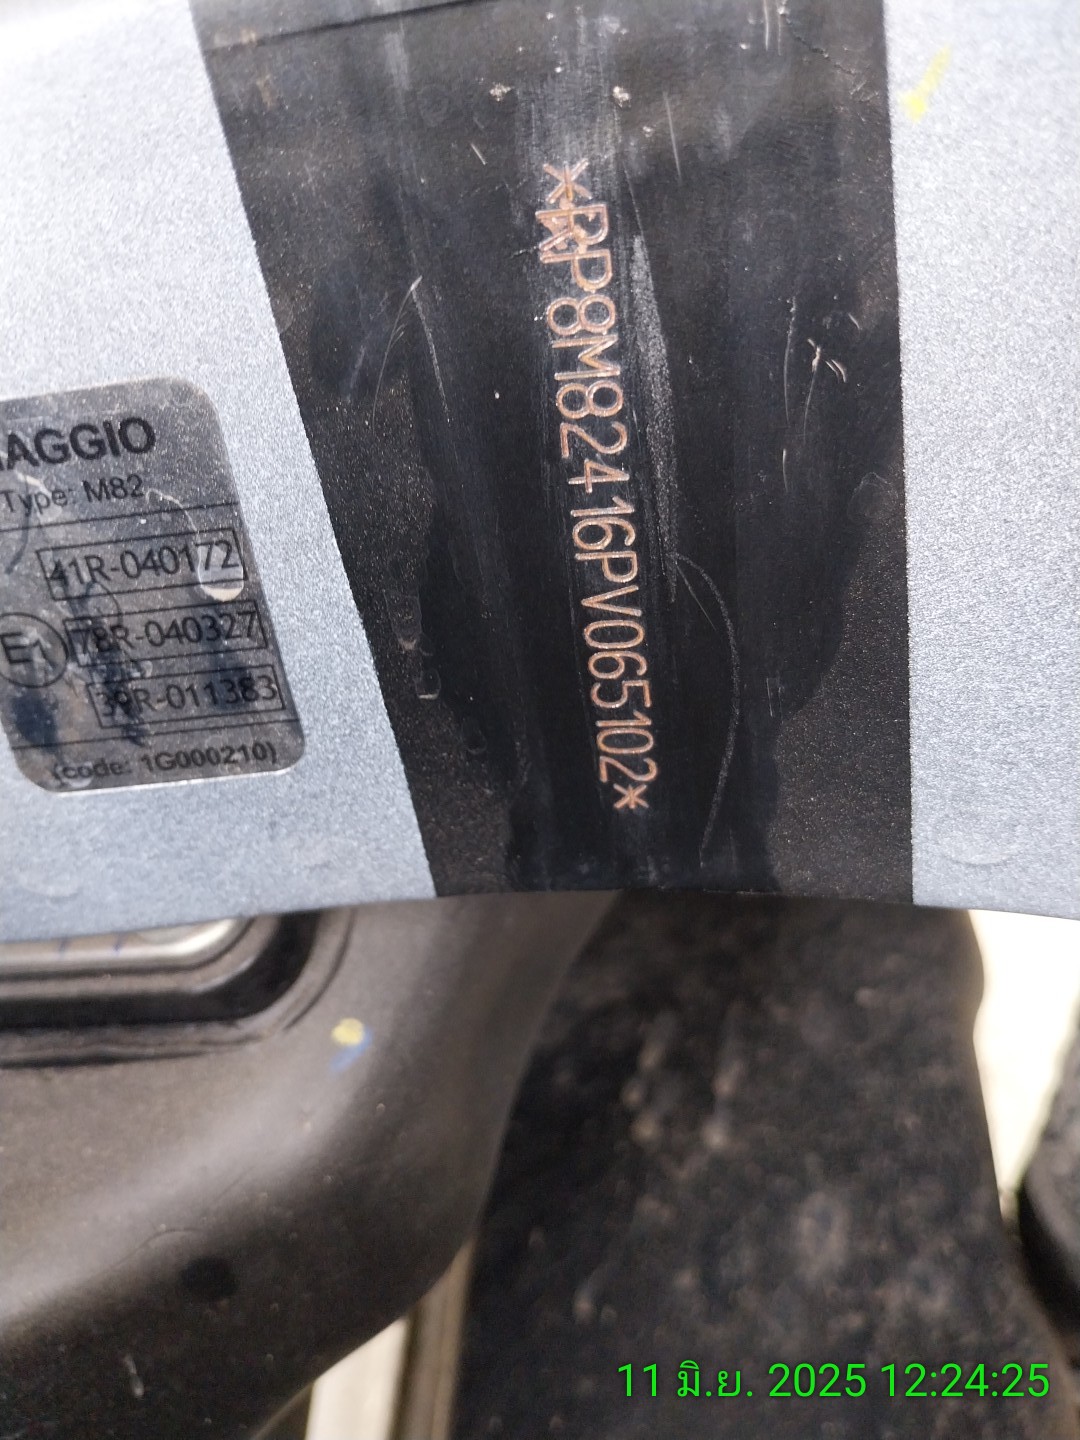 AGGIO
Type: M82
41R-040172
E1
78R-040327
39R-011383
(code: 1G000210)
*RP8M82416PV065102*
11 มิ.ย. 2025 12:24:25